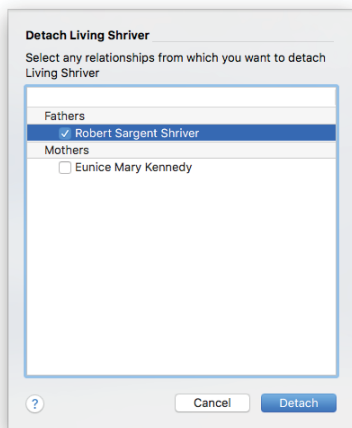 Detach Living Shriver
Select any relationships from which you want to detach
Living Shriver
Fathers
Robert Sargent Shriver
Mothers
Eunice Mary Kennedy
?
Cancel
Detach